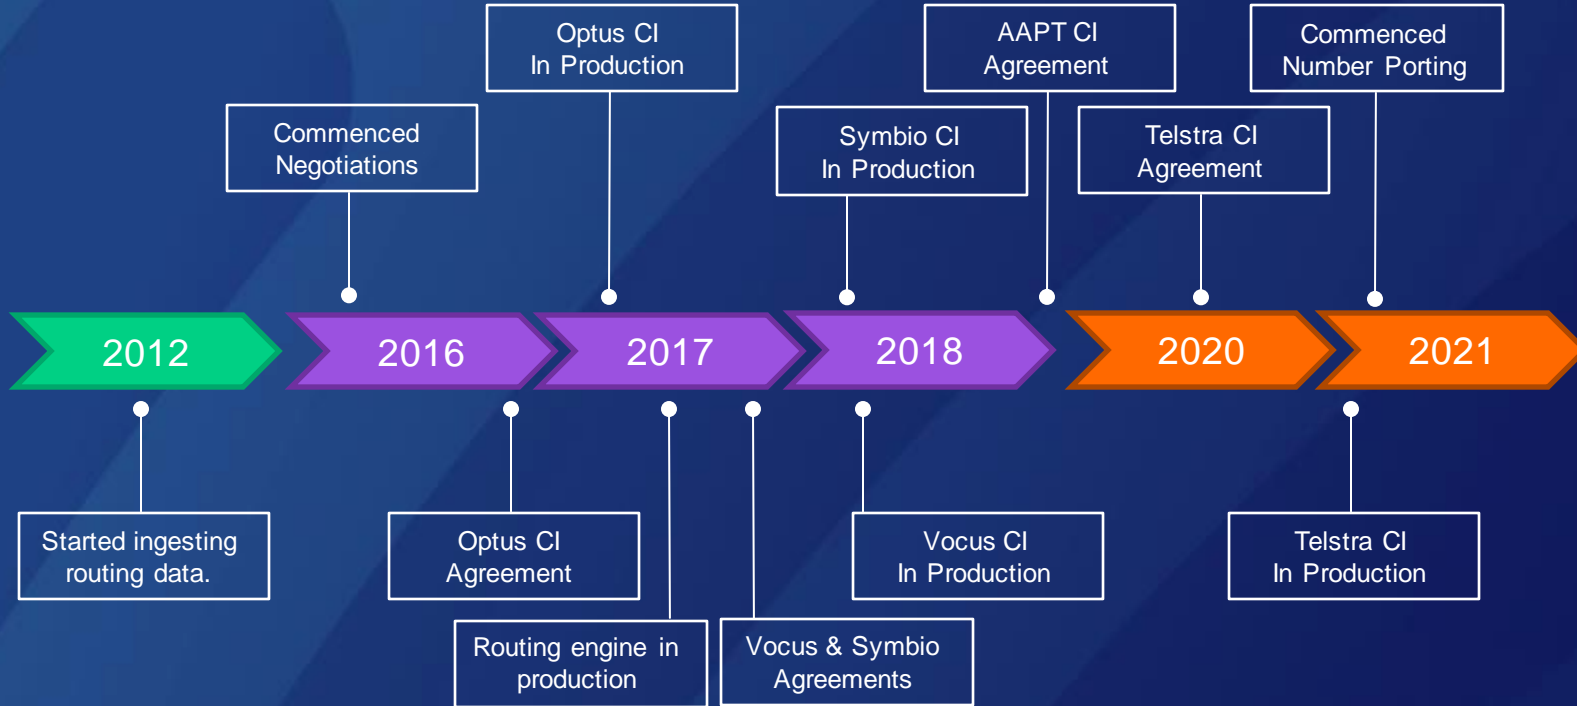 Optus CI
In Production
AAPT CI
Agreement
Commenced
Number Porting
Commenced
Negotiations
Symbio CI
In Production
Telstra CI
Agreement
2012
2016
2017
2018
2020
2021
Started ingesting
routing data.
Optus CI
Agreement
Vocus CI
In Production
Telstra CI
In Production
Routing engine in
production
Vocus & Symbio
Agreements